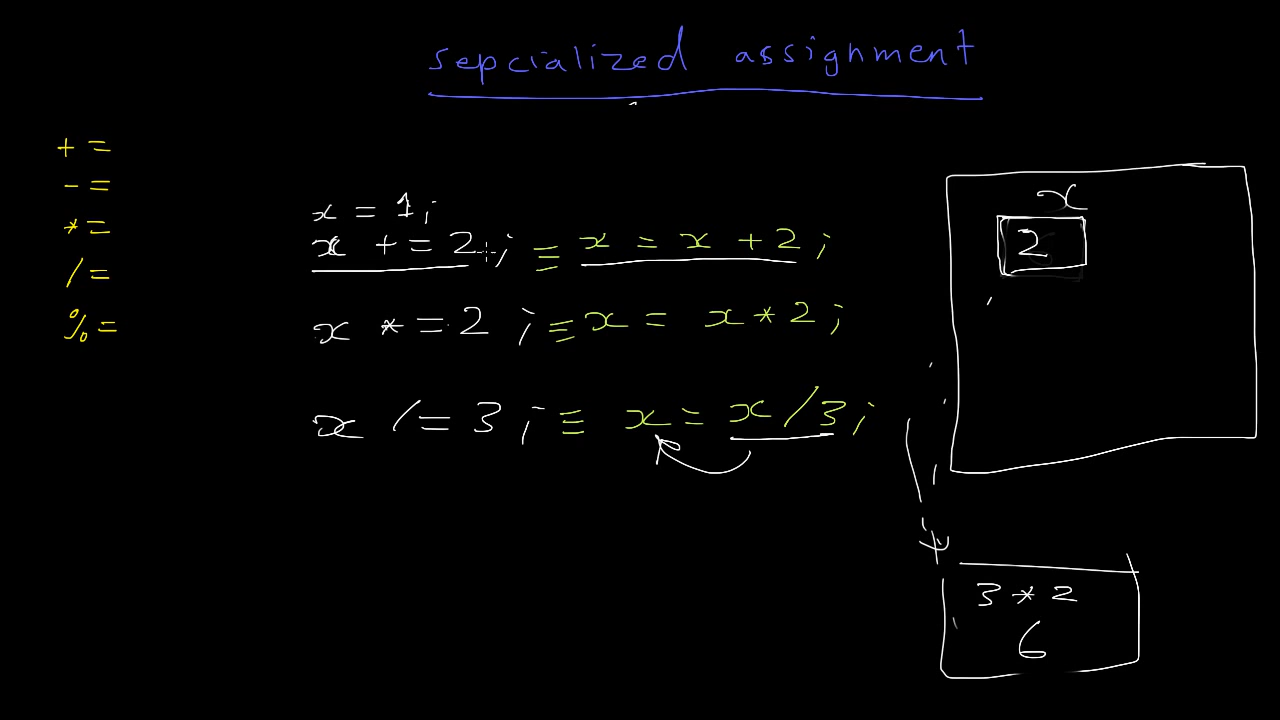 sepcialized assignment
+ =
- =
* =
/ =
% =
x = 1;
x += 2; ≡ x = x + 2;
x *= 2; ≡ x = x * 2;
x /= 3; ≡ x = x / 3;
x
2
3 * 2
6